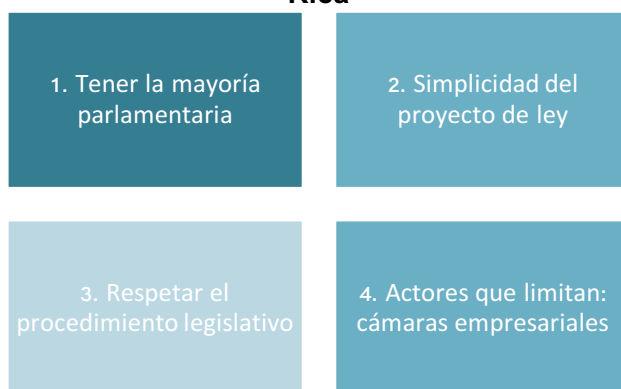 1. Tener la mayoría
parlamentaria
2. Simplicidad del
proyecto de ley
3. Respetar el
procedimiento legislativo
4. Actores que limitan:
cámaras empresariales